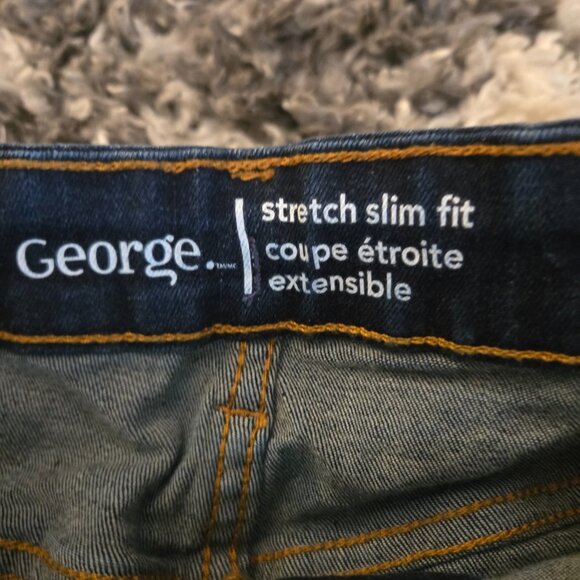 George.
stretch slim fit
coupe étroite
extensible